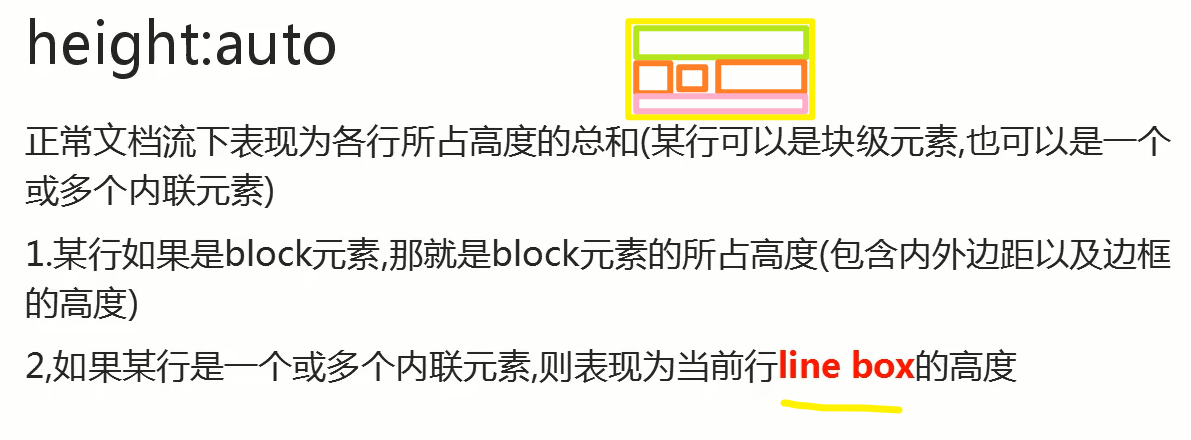 height:auto
正常文档流下表现为各行所占高度的总和(某行可以是块级元素,也可以是一个
或多个内联元素)
1.某行如果是block元素,那就是block元素的所占高度(包含内外边距以及边框
的高度)
2,如果某行是一个或多个内联元素,则表现为当前行line box的高度